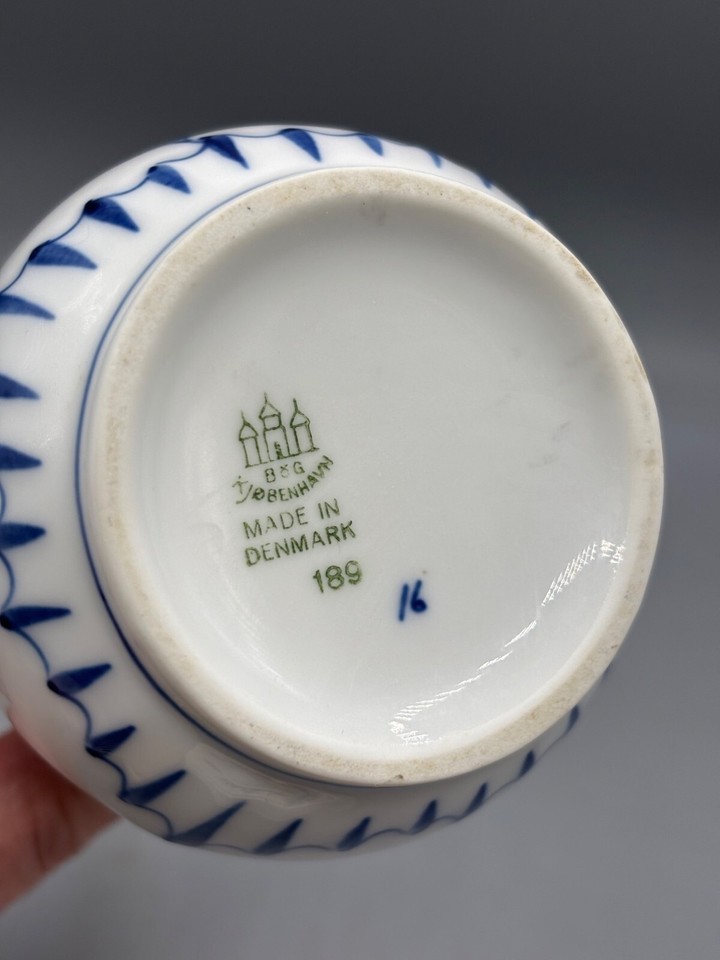 B&G
KJØBENHAVN
MADE IN
DENMARK
189
16